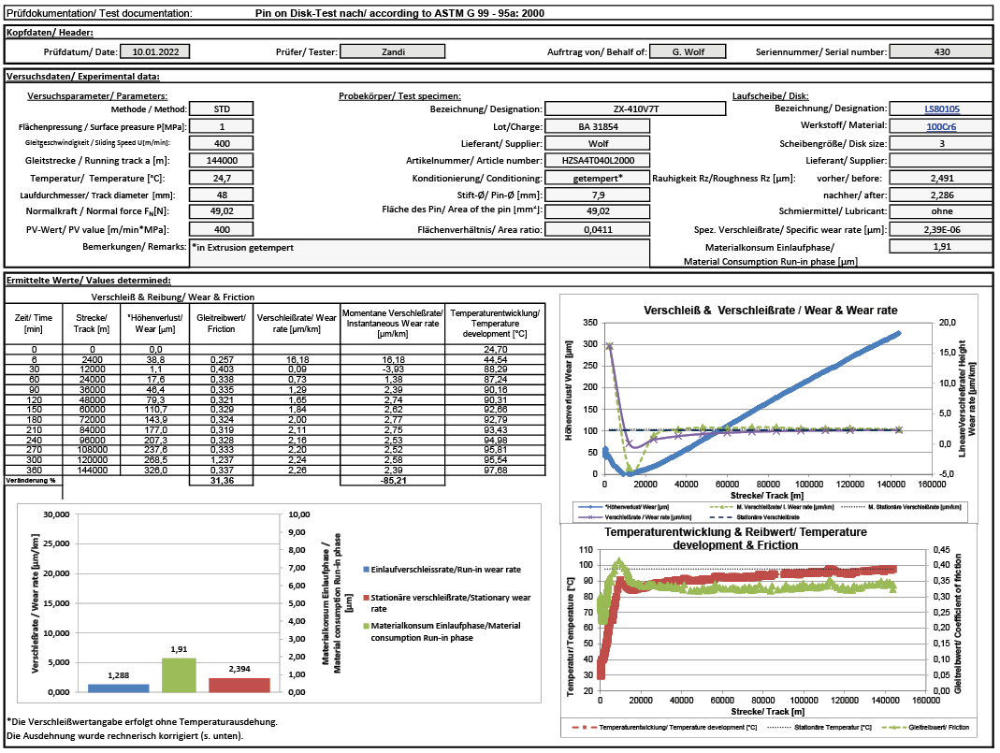 Prüfdokumentation/ Test documentation: Pin on Disk-Test nach/ according to ASTM G 99 - 95a: 2000
Kopfdaten/ Header:
Prüfdatum/ Date: 10.01.2022 Prüfer/ Tester: Zandi Auftrag von/ Behalf of: G. Wolf Seriennummer/ Serial number: 430
Versuchsdaten/ Experimental data:
Versuchsparameter/ Parameters: Probekörper/ Test specimen: Laufscheibe/ Disk:
Methode / Method: STD Bezeichnung/ Designation: ZX-410V7T Bezeichnung/ Designation: LS80105
Flächenpressung / Surface preasure P[MPa]: 1 Lot/Charge: BA 31854 Werkstoff/ Material: 100Cr6
Gleitgeschwindigkeit / Sliding Speed U[m/min]: 400 Lieferant/ Supplier: Wolf Scheibengröße/ Disk size: 3
Gleitstrecke / Running track a [m]: 144000 Artikelnummer/ Article number: HZSA4T040L2000 Lieferant/ Supplier:
Temperatur/ Temperature [°C]: 24,7 Konditionierung/ Conditioning: getempert* Rauhigkeit Rz/Roughness Rz [µm]: vorher/ before: 2,491
Laufdurchmesser/ Track diameter [mm]: 48 Stift-Ø/ Pin-Ø [mm]: 7,9 nachher/ after: 2,286
Normalkraft / Normal force FN[N]: 49,02 Fläche des Pin/ Area of the pin [mm²]: 49,02 Schmiermittel/ Lubricant: ohne
PV-Wert/ PV value [m/min*MPa]: 400 Flächenverhältnis/ Area ratio: 0,0411 Spez. Verschleißrate/ Specific wear rate [µm]: 2,39E-06
Bemerkungen/ Remarks: *in Extrusion getempert Materialkonsum Einlaufphase/ 1,91
Material Consumption Run-in phase [µm]
Ermittelte Werte/ Values determined:
Verschleiß & Reibung/ Wear & Friction
Zeit/ Time [min] Strecke/ Track [m] *Höhenverlust/ Wear [µm] Gleitreibwert/ Friction Verschleißrate/ Wear rate [µm/km] Momentane Verschleßrate/ Instantaneous Wear rate [µm/km] Temperaturentwicklung/ Temperature development [°C]
0 0 0,0 24,70
6 2400 38,8 0,257 16,18 16,18 44,54
30 12000 1,1 0,403 0,09 -3,93 88,29
60 24000 17,6 0,338 0,73 1,38 87,24
90 36000 46,4 0,335 1,29 2,39 90,16
120 48000 79,3 0,321 1,65 2,74 90,31
150 60000 110,7 0,329 1,84 2,62 92,66
180 72000 143,9 0,324 2,00 2,77 92,79
210 84000 177,0 0,319 2,11 2,75 93,43
240 96000 207,3 0,328 2,16 2,53 94,98
270 108000 237,6 0,333 2,20 2,52 95,81
300 120000 268,5 1,237 2,24 2,58 95,54
360 144000 326,0 0,337 2,26 2,39 97,68
Veränderung % 31,36 -85,21
Verschleiß & Verschleißrate / Wear & Wear rate
Höhenverlust/ Wear [µm]
350
300
250
200
150
100
50
0
20,0
15,0
10,0
5,0
0,0
-5,0
LineareVerschleißrate/ Height
Wear rate [µm/km]
0 20000 40000 60000 80000 100000 120000 140000 160000
Strecke/ Track [m]
*Höhenverlust/ Wear [µm] M. Verschleißrate/ I. Wear rate [µm/km] M. Stationäre Verschleißrate [µm/km]
Verschleißrate / Wear rate [µm/km] Stationäre Verschleißrate
Verschleißrate / Wear rate [µm/km]
30,000
25,000
20,000
15,000
10,000
5,000
0,000
1,288
1,91
2,394
10,00
9,00
8,00
7,00
6,00
5,00
4,00
3,00
2,00
1,00
0,00
Materialkonsum Einlaufphase /
Material consumption Run-in phase
[µm]
Einlaufverschleissrate/Run-in wear rate
Stationäre verschleißrate/Stationary wear
rate
Materialkonsum Einlaufphase/Material
consumption Run-in phase
Temperaturentwicklung & Reibwert/ Temperature
development & Friction
Temperatur/ Temperature [°C]
110
100
90
80
70
60
50
40
30
20
0,45
0,40
0,35
0,30
0,25
0,20
0,15
0,10
0,05
0,00
Gleitreibwert/ Coefficient of friction
0 20000 40000 60000 80000 100000 120000 140000 160000
Strecke/ Track [m]
Temperaturentwicklung/ Temperature development [°C] Stationäre Temperatur [°C] Gleitreibwert/ Friction
*Die Verschleißwertangabe erfolgt ohne Temperaturausdehung.
Die Ausdehnung wurde rechnerisch korrigiert (s. unten).